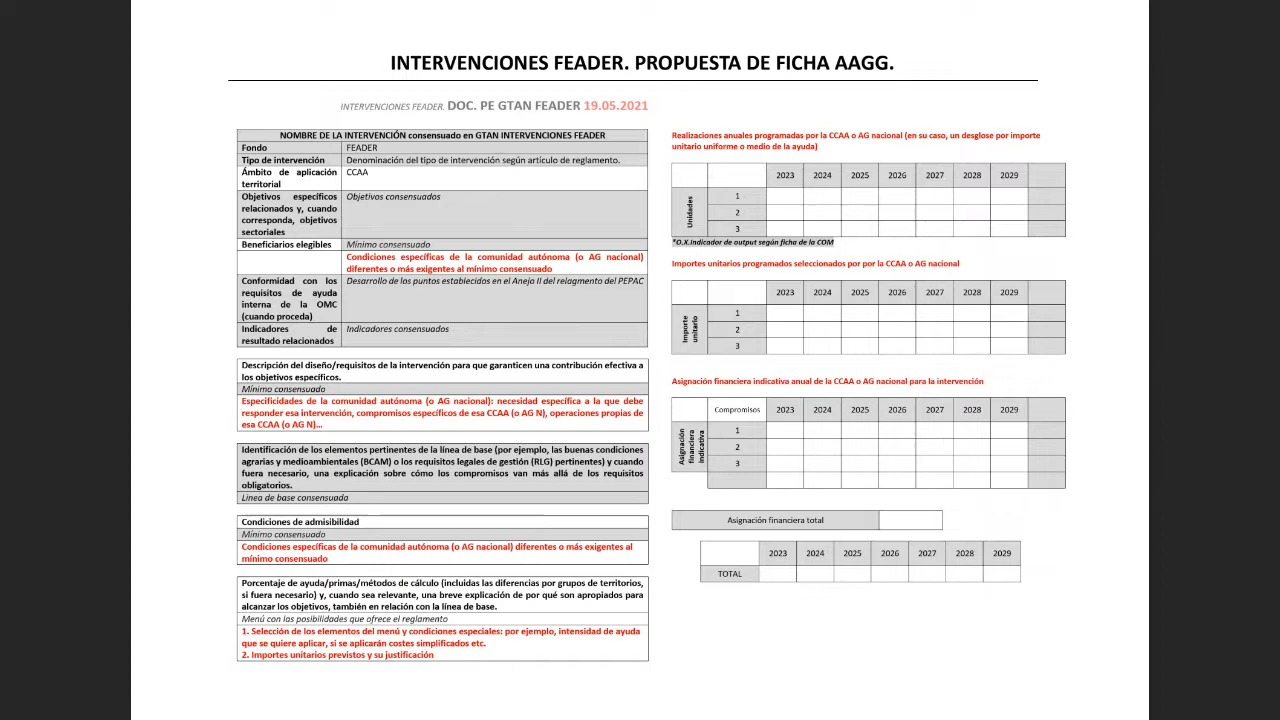 INTERVENCIONES FEADER. PROPUESTA DE FICHA AAGG.
INTERVENCIONES FEADER. DOC. PE GTAN FEADER 19.05.2021
NOMBRE DE LA INTERVENCIÓN consensuado en GTAN INTERVENCIONES FEADER
Fondo FEADER
Tipo de intervención Denominación del tipo de intervención según artículo de reglamento.
Ámbito de aplicación territorial CCAA
Objetivos específicos Objetivos consensuados
relacionados y, cuando
corresponda, objetivos
sectoriales
Beneficiarios elegibles Mínimo consensuado
Condiciones específicas de la comunidad autónoma (o AG nacional)
diferentes o más exigentes al mínimo consensuado
Conformidad con los Desarrollo de los puntos establecidos en el Anejo II del relagmento del PEPAC
requisitos de ayuda
interna de la OMC
(cuando proceda)
Indicadores de Indicadores consensuados
resultado relacionados
Descripción del diseño/requisitos de la intervención para que garanticen una contribución efectiva a
los objetivos específicos.
Mínimo consensuado
Especificidades de la comunidad autónoma (o AG nacional): necesidad específica a la que debe
responder esa intervención, compromisos específicos de esa CCAA (o AG N), operaciones propias de
esa CCAA (o AG N)...
Identificación de los elementos pertinentes de la línea de base (por ejemplo, las buenas condiciones
agrarias y medioambientales (BCAM) o los requisitos legales de gestión (RLG) pertinentes) y cuando
fuera necesario, una explicación sobre cómo los compromisos van más allá de los requisitos
obligatorios.
Línea de base consensuada
Condiciones de admisibilidad
Mínimo consensuado
Condiciones específicas de la comunidad autónoma (o AG nacional) diferentes o más exigentes al
mínimo consensuado
Porcentaje de ayuda/primas/métodos de cálculo (incluidas las diferencias por grupos de territorios,
si fuera necesario) y, cuando sea relevante, una breve explicación de por qué son apropiados para
alcanzar los objetivos, también en relación con la línea de base.
Menú con las posibilidades que ofrece el reglamento
1. Selección de los elementos del menú y condiciones especiales: por ejemplo, intensidad de ayuda
que se quiere aplicar, si se aplicarán costes simplificados etc.
2. Importes unitarios previstos y su justificación
Realizaciones anuales programadas por la CCAA o AG nacional (en su caso, un desglose por importe
unitario uniforme o medio de la ayuda)
2023 2024 2025 2026 2027 2028 2029
Unidades
1
2
3
*O.X.Indicador de output según ficha de la COM
Importes unitarios programados seleccionados por por la CCAA o AG nacional
2023 2024 2025 2026 2027 2028 2029
Importe
unitario
1
2
3
Asignación financiera indicativa anual de la CCAA o AG nacional para la intervención
Compromisos 2023 2024 2025 2026 2027 2028 2029
Asignación
financiera
indicativa
1
2
3
Asignación financiera total
2023 2024 2025 2026 2027 2028 2029
TOTAL